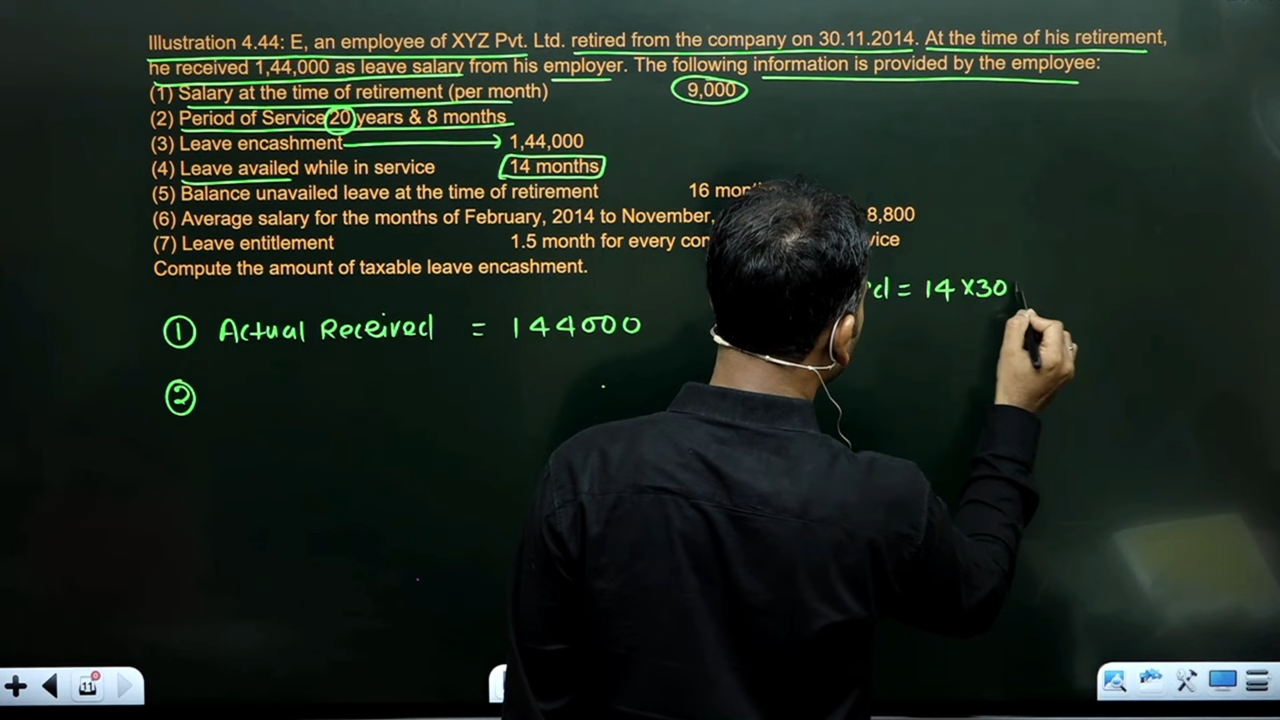 Illustration 4.44: E, an employee of XYZ Pvt. Ltd. retired from the company on 30.11.2014. At the time of his retirement,
he received 1,44,000 as leave salary from his employer. The following information is provided by the employee:
(1) Salary at the time of retirement (per month) 9,000
(2) Period of Service 20 years & 8 months
(3) Leave encashment 1,44,000
(4) Leave availed while in service 14 months
(5) Balance unavailed leave at the time of retirement 16
(6) Average salary for the months of February, 2014 to November, 8,800
(7) Leave entitlement 1.5 month for every
Compute the amount of taxable leave encashment.
= 14 X30
① Actual Received = 144000
②
11